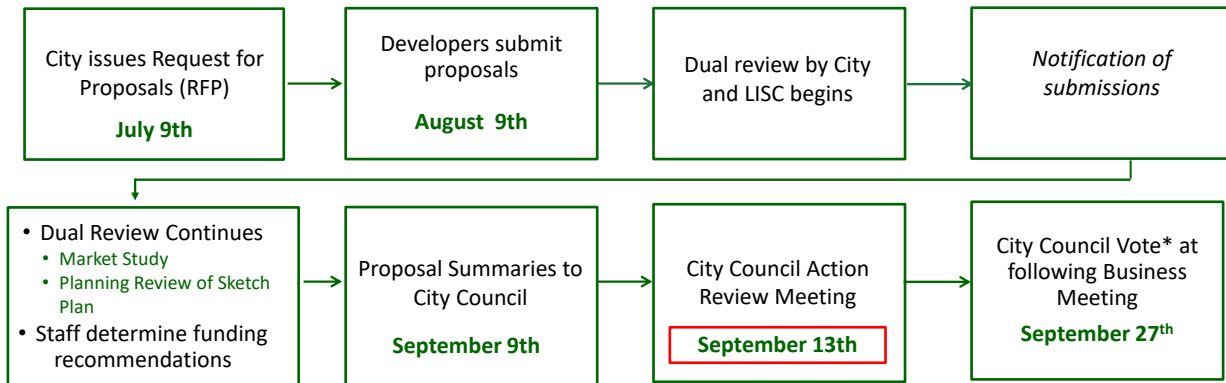 City issues Request for
Proposals (RFP)
July 9th
Developers submit
proposals
August 9th
Dual review by City
and LISC begins
Notification of
submissions
• Dual Review Continues
• Market Study
• Planning Review of Sketch
Plan
• Staff determine funding
recommendations
Proposal Summaries to
City Council
September 9th
City Council Action
Review Meeting
September 13th
City Council Vote* at
following Business
Meeting
September 27th